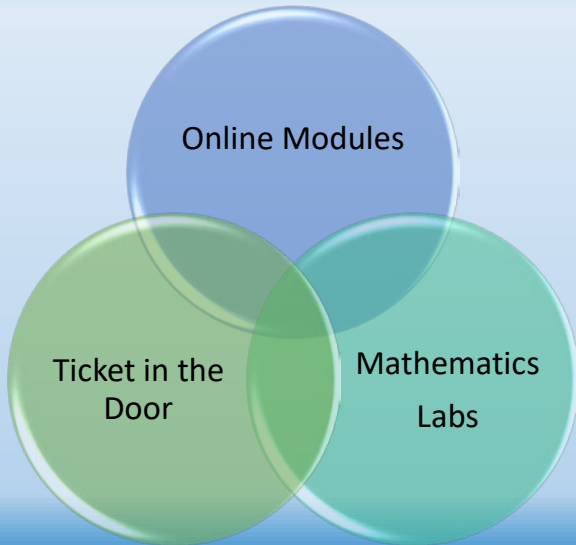 Online Modules
Ticket in the
Door
Mathematics
Labs